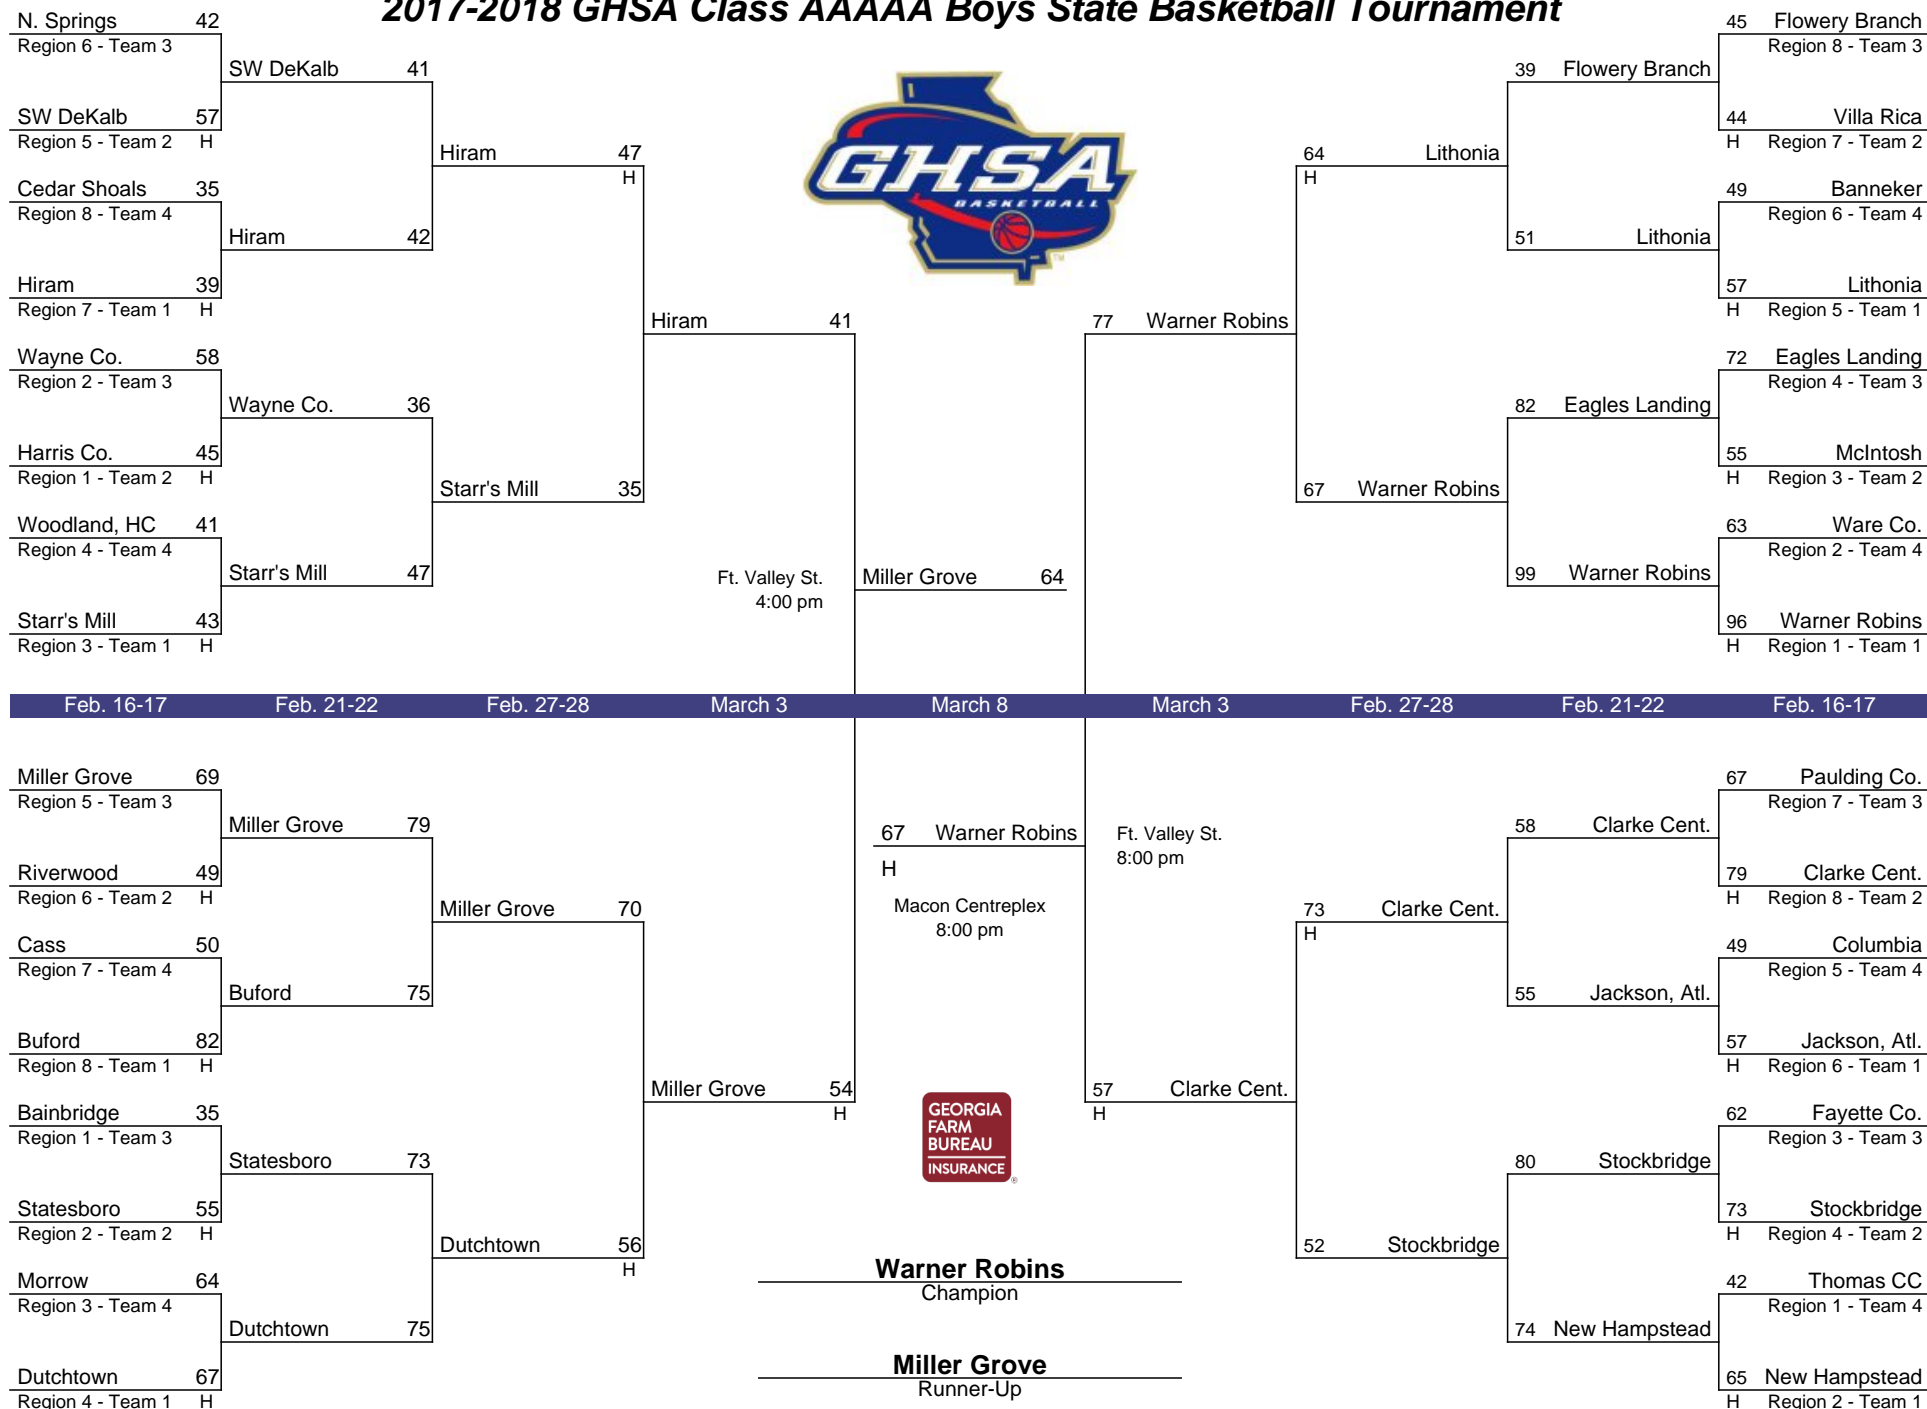 2017-2018 GHSA Class AAAAA Boys State Basketball Tournament
N. Springs 42
Region 6 - Team 3
SW DeKalb 41
SW DeKalb 57
Region 5 - Team 2 H
Hiram 47
H
Cedar Shoals 35
Region 8 - Team 4
Hiram 42
Hiram 39
Region 7 - Team 1 H
Hiram 41
Wayne Co. 58
Region 2 - Team 3
Wayne Co. 36
Harris Co. 45
Region 1 - Team 2 H
Starr's Mill 35
Woodland, HC 41
Region 4 - Team 4
Starr's Mill 47
Starr's Mill 43
Region 3 - Team 1 H
Ft. Valley St.
4:00 pm
Miller Grove 64
GHSA
BASKETBALL
TM
45 Flowery Branch
Region 8 - Team 3
39 Flowery Branch
44 Villa Rica
H Region 7 - Team 2
64 Lithonia
H
49 Banneker
Region 6 - Team 4
51 Lithonia
57 Lithonia
H Region 5 - Team 1
77 Warner Robins
72 Eagles Landing
Region 4 - Team 3
82 Eagles Landing
55 McIntosh
H Region 3 - Team 2
67 Warner Robins
63 Ware Co.
Region 2 - Team 4
99 Warner Robins
96 Warner Robins
H Region 1 - Team 1
Feb. 16-17 Feb. 21-22 Feb. 27-28 March 3 March 8 March 3 Feb. 27-28 Feb. 21-22 Feb. 16-17
Miller Grove 69
Region 5 - Team 3
Miller Grove 79
Riverwood 49
Region 6 - Team 2 H
Miller Grove 70
Cass 50
Region 7 - Team 4
Buford 75
Buford 82
Region 8 - Team 1 H
Miller Grove 54
H
Bainbridge 35
Region 1 - Team 3
Statesboro 73
Statesboro 55
Region 2 - Team 2 H
Dutchtown 56
H
Morrow 64
Region 3 - Team 4
Dutchtown 75
Dutchtown 67
Region 4 - Team 1 H
67 Warner Robins
H
Macon Centreplex
8:00 pm
Ft. Valley St.
8:00 pm
GEORGIA
FARM
BUREAU
INSURANCE
®
Warner Robins
Champion
Miller Grove
Runner-Up
67 Paulding Co.
Region 7 - Team 3
58 Clarke Cent.
79 Clarke Cent.
H Region 8 - Team 2
73 Clarke Cent.
H
49 Columbia
Region 5 - Team 4
55 Jackson, Atl.
57 Jackson, Atl.
H Region 6 - Team 1
57 Clarke Cent.
H
62 Fayette Co.
Region 3 - Team 3
80 Stockbridge
73 Stockbridge
H Region 4 - Team 2
52 Stockbridge
42 Thomas CC
Region 1 - Team 4
74 New Hampstead
65 New Hampstead
H Region 2 - Team 1